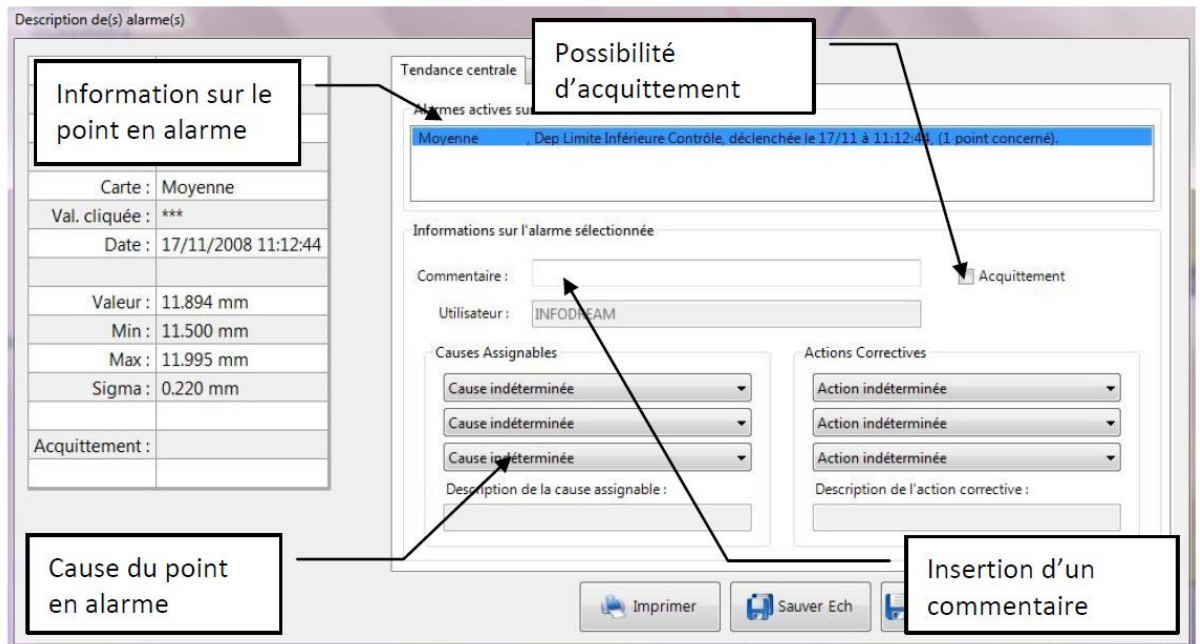 Description de(s) alarme(s)
Information sur le
point en alarme
Carte : Moyenne
Val. cliquée : ***
Date : 17/11/2008 11:12:44
Valeur : 11.894 mm
Min : 11.500 mm
Max : 11.995 mm
Sigma : 0.220 mm
Acquittement :
Tendance centrale
Possibilité
d'acquittement
Alarmes actives su
Moyenne , Dep Limite Inférieure Contrôle, déclenchée le 17/11 à 11:12:44, (1 point concerné).
Informations sur l'alarme sélectionnée
Commentaire :
Acquittement
Utilisateur : INFODREAM
Causes Assignables
Cause indéterminée
Cause indéterminée
Cause indéterminée
Description de la cause assignable :
Actions Correctives
Action indéterminée
Action indéterminée
Action indéterminée
Description de l'action corrective :
Cause du point
en alarme
Insertion d'un
commentaire
Imprimer
Sauver Ech